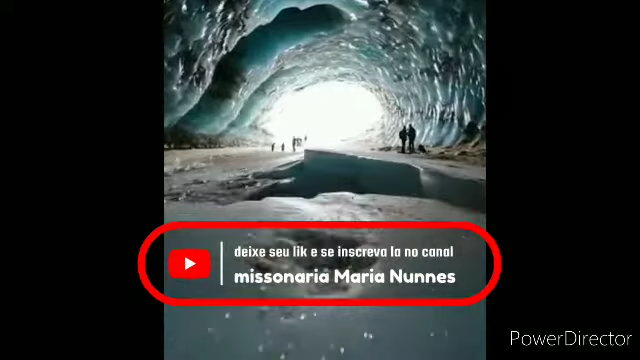 deixe seu lik e se inscreva la no canal
missonaria Maria Nunnes
PowerDirector